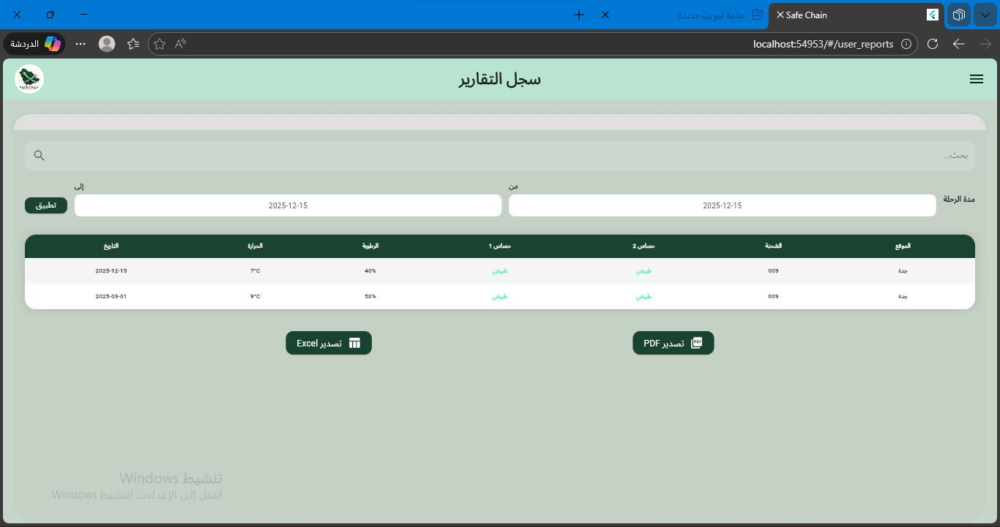 Safe Chain
علامة تبويب جديدة
localhost:54953/#/user_reports
الدردشة
سجل التقارير
SAFE CHAIN
بحث...
مدة الرحلة
من
2025-12-15
إلى
2025-12-15
تطبيق
الموقع الشحنة حساس 2 حساس 1 الرطوبة الحرارة التاريخ
جدة 009 طبيعي طبيعي 40% 7°C 2025-12-15
جدة 009 طبيعي طبيعي 50% 9°C 2025-03-01
تصدير PDF
تصدير Excel
تنشيط Windows
انتقل إلى الإعدادت لتنشيط Windows.